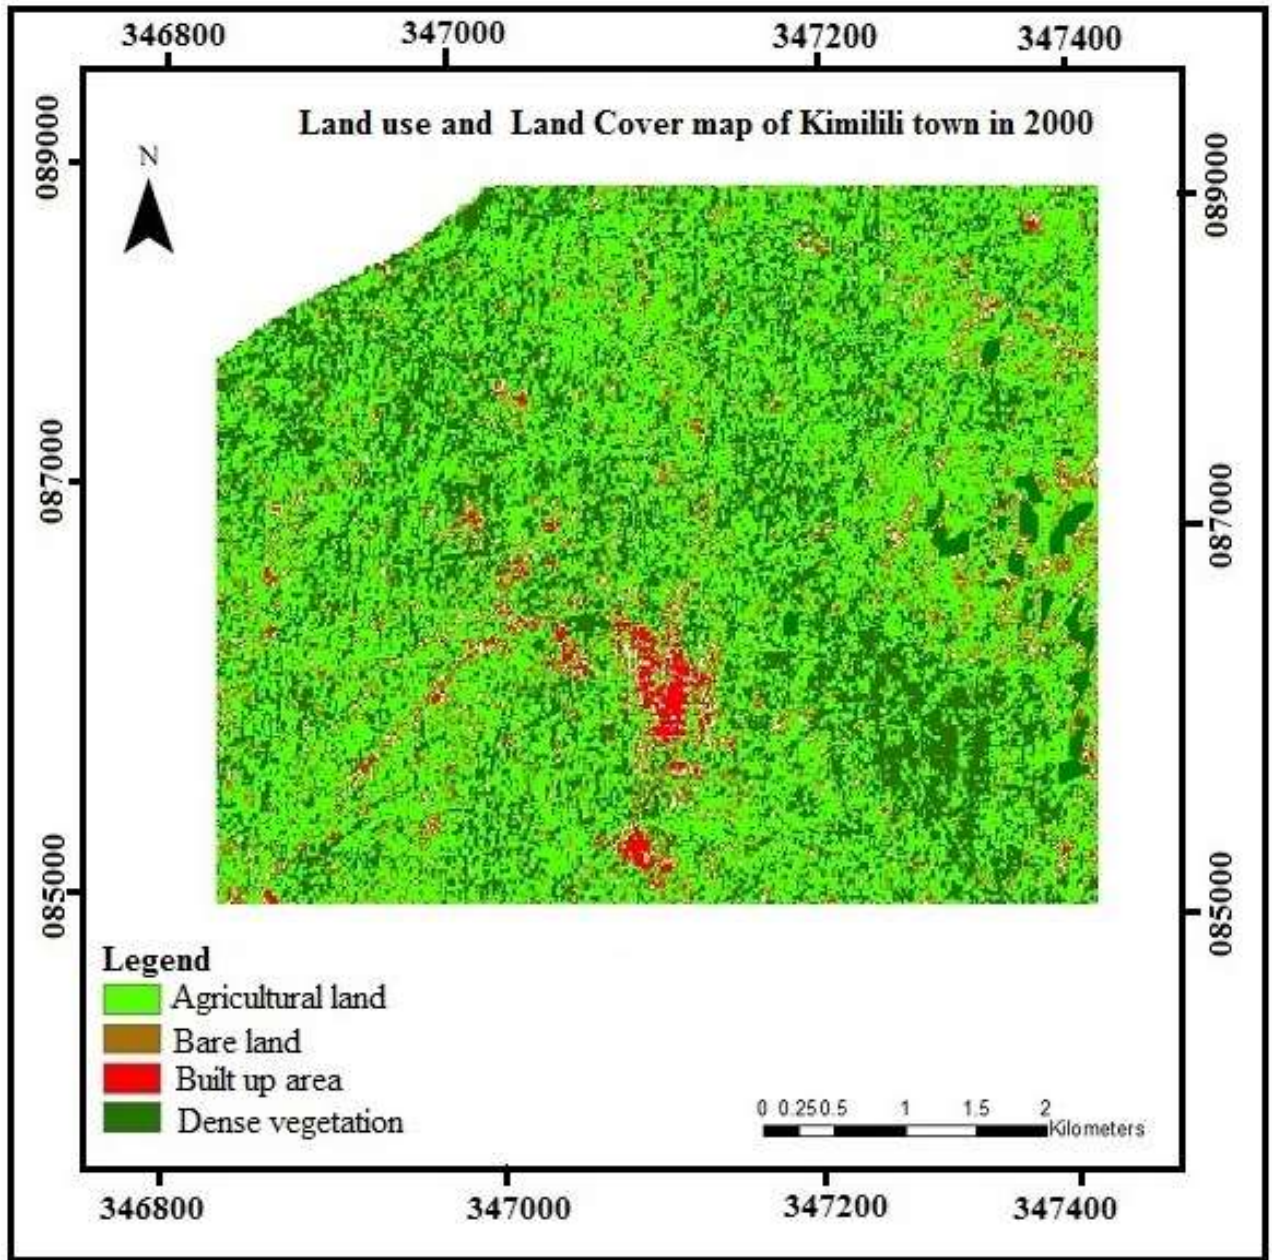 346800 347000 347200 347400
Land use and Land Cover map of Kimilili town in 2000
N
089000
089000
087000
087000
085000
085000
Legend
Agricultural land
Bare land
Built up area
Dense vegetation
0 0.25 0.5 1 1.5 2
Kilometers
346800 347000 347200 347400